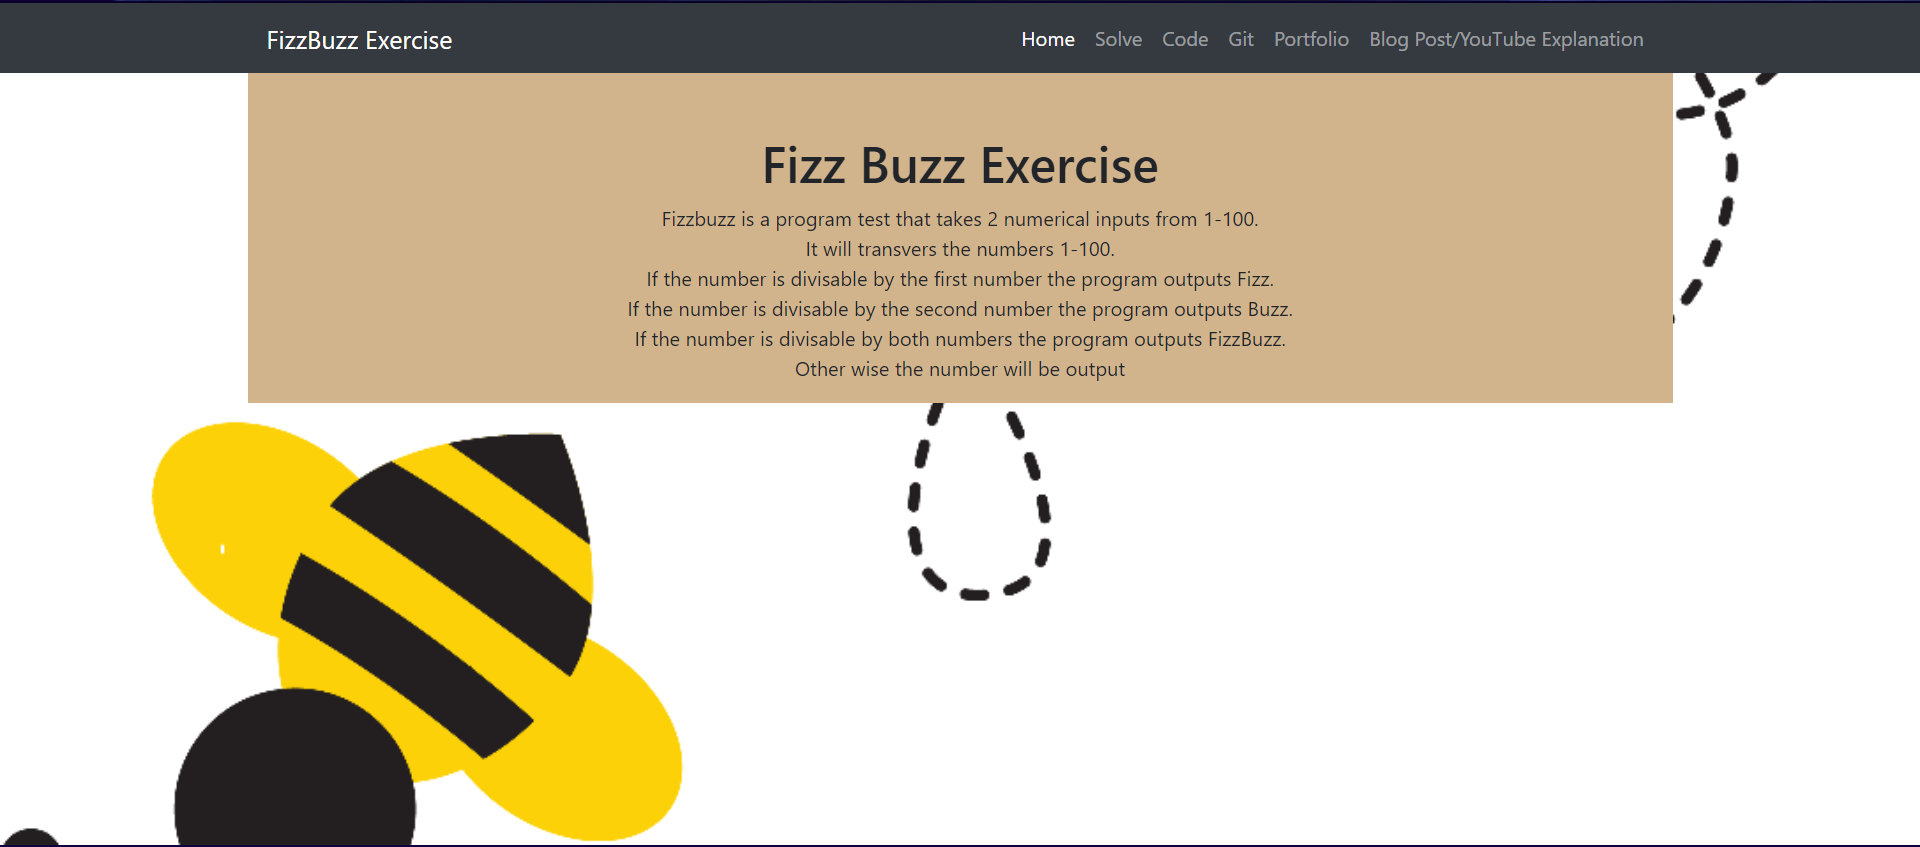 FizzBuzz Exercise
Home Solve Code Git Portfolio Blog Post/YouTube Explanation
Fizz Buzz Exercise
Fizzbuzz is a program test that takes 2 numerical inputs from 1-100.
It will transvers the numbers 1-100.
If the number is divisable by the first number the program outputs Fizz.
If the number is divisable by the second number the program outputs Buzz.
If the number is divisable by both numbers the program outputs FizzBuzz.
Other wise the number will be output